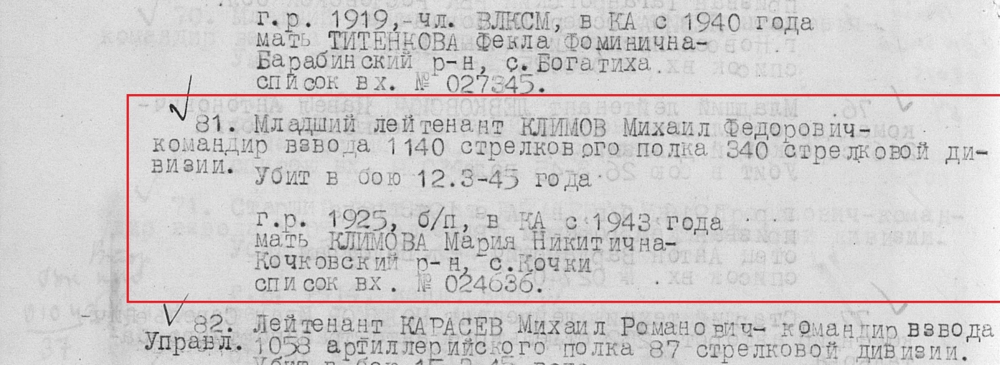 г.р. 1919,-чл. ВЛКСМ, в КА с 1940 года
мать ТИТЕНКОВА Фекла Фоминична-
Барабинский р-н, с.Богатиха
список вх. № 027345.
81. Младший лейтенант КЛИМОВ Михаил Федорович-
командир взвода 1140 стрелкового полка 340 стрелковой ди-
визии.
Убит в бою 12.3-45 года
г.р. 1925, б/п, в КА с 1943 года
мать КЛИМОВА Мария Никитична-
Кочковский р-н, с.Кочки
список вх. № 024636.
82. Лейтенант КАРАСЕВ Михаил Романович- командир взвода
Управл. 1058 артиллерийского полка 87 стрелковой дивизии.